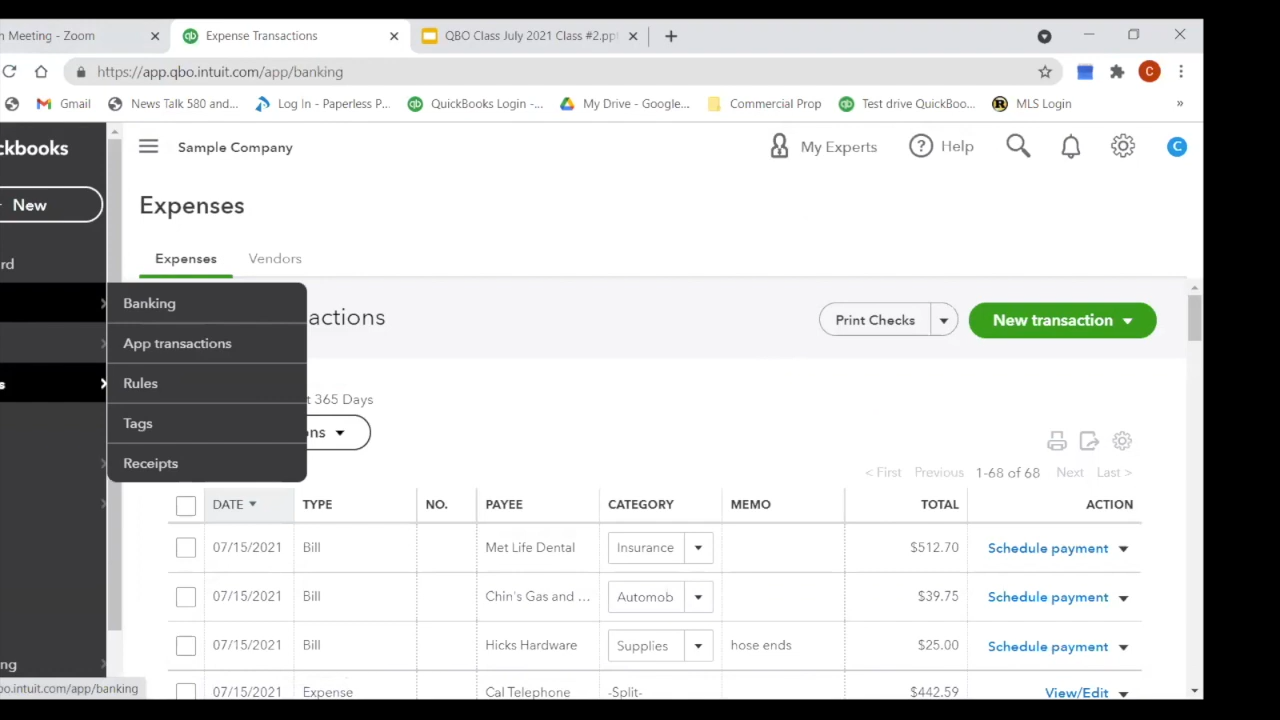 n Meeting - Zoom
Expense Transactions
QBO Class July 2021 Class #2.ppt
https://app.qbo.intuit.com/app/banking
C
Gmail
News Talk 580 and...
Log In - Paperless P...
QuickBooks Login -...
My Drive - Google...
Commercial Prop
Test drive QuickBoo...
R
MLS Login
»
ckbooks
Sample Company
My Experts
? Help
C
New
Expenses
rd
Expenses
Vendors
Banking
App transactions
Rules
Tags
Receipts
actions
Print Checks
New transaction
s
t 365 Days
ons
< First Previous 1-68 of 68 Next Last >
DATE TYPE NO. PAYEE CATEGORY MEMO TOTAL ACTION
07/15/2021 Bill Met Life Dental Insurance $512.70 Schedule payment
07/15/2021 Bill Chin's Gas and ... Automob $39.75 Schedule payment
07/15/2021 Bill Hicks Hardware Supplies hose ends $25.00 Schedule payment
07/15/2021 Expense Cal Telephone -Split- $442.59 View/Edit
ng
bo.intuit.com/app/banking